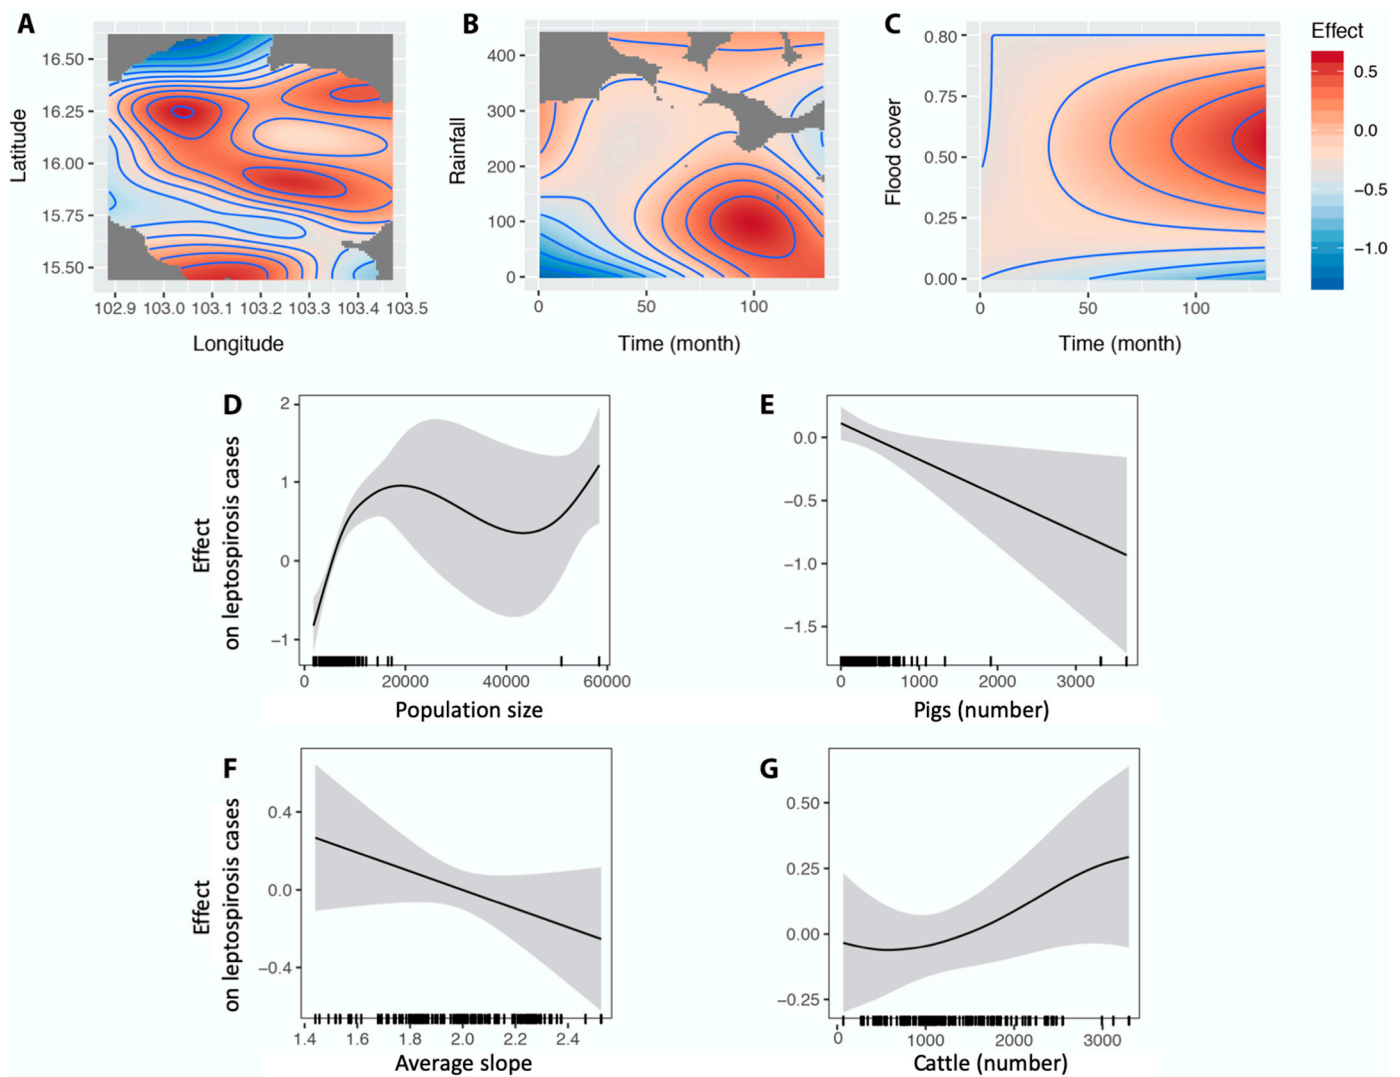 A
B
C
Effect
16.50
16.25
16.00
15.75
15.50
Latitude
102.9 103.0 103.1 103.2 103.3 103.4 103.5
Longitude
400
300
200
100
0
Rainfall
0 50 100
Time (month)
0.80
0.75
0.50
0.25
0.00
Flood cover
0 50 100
Time (month)
0.5
0.0
−0.5
−1.0
D
2
1
0
−1
Effect
on leptospirosis cases
0 20000 40000 60000
Population size
E
0.0
−0.5
−1.0
−1.5
0 1000 2000 3000
Pigs (number)
F
0.4
0.0
−0.4
Effect
on leptospirosis cases
1.4 1.6 1.8 2.0 2.2 2.4
Average slope
G
0.50
0.25
0.00
−0.25
0 1000 2000 3000
Cattle (number)